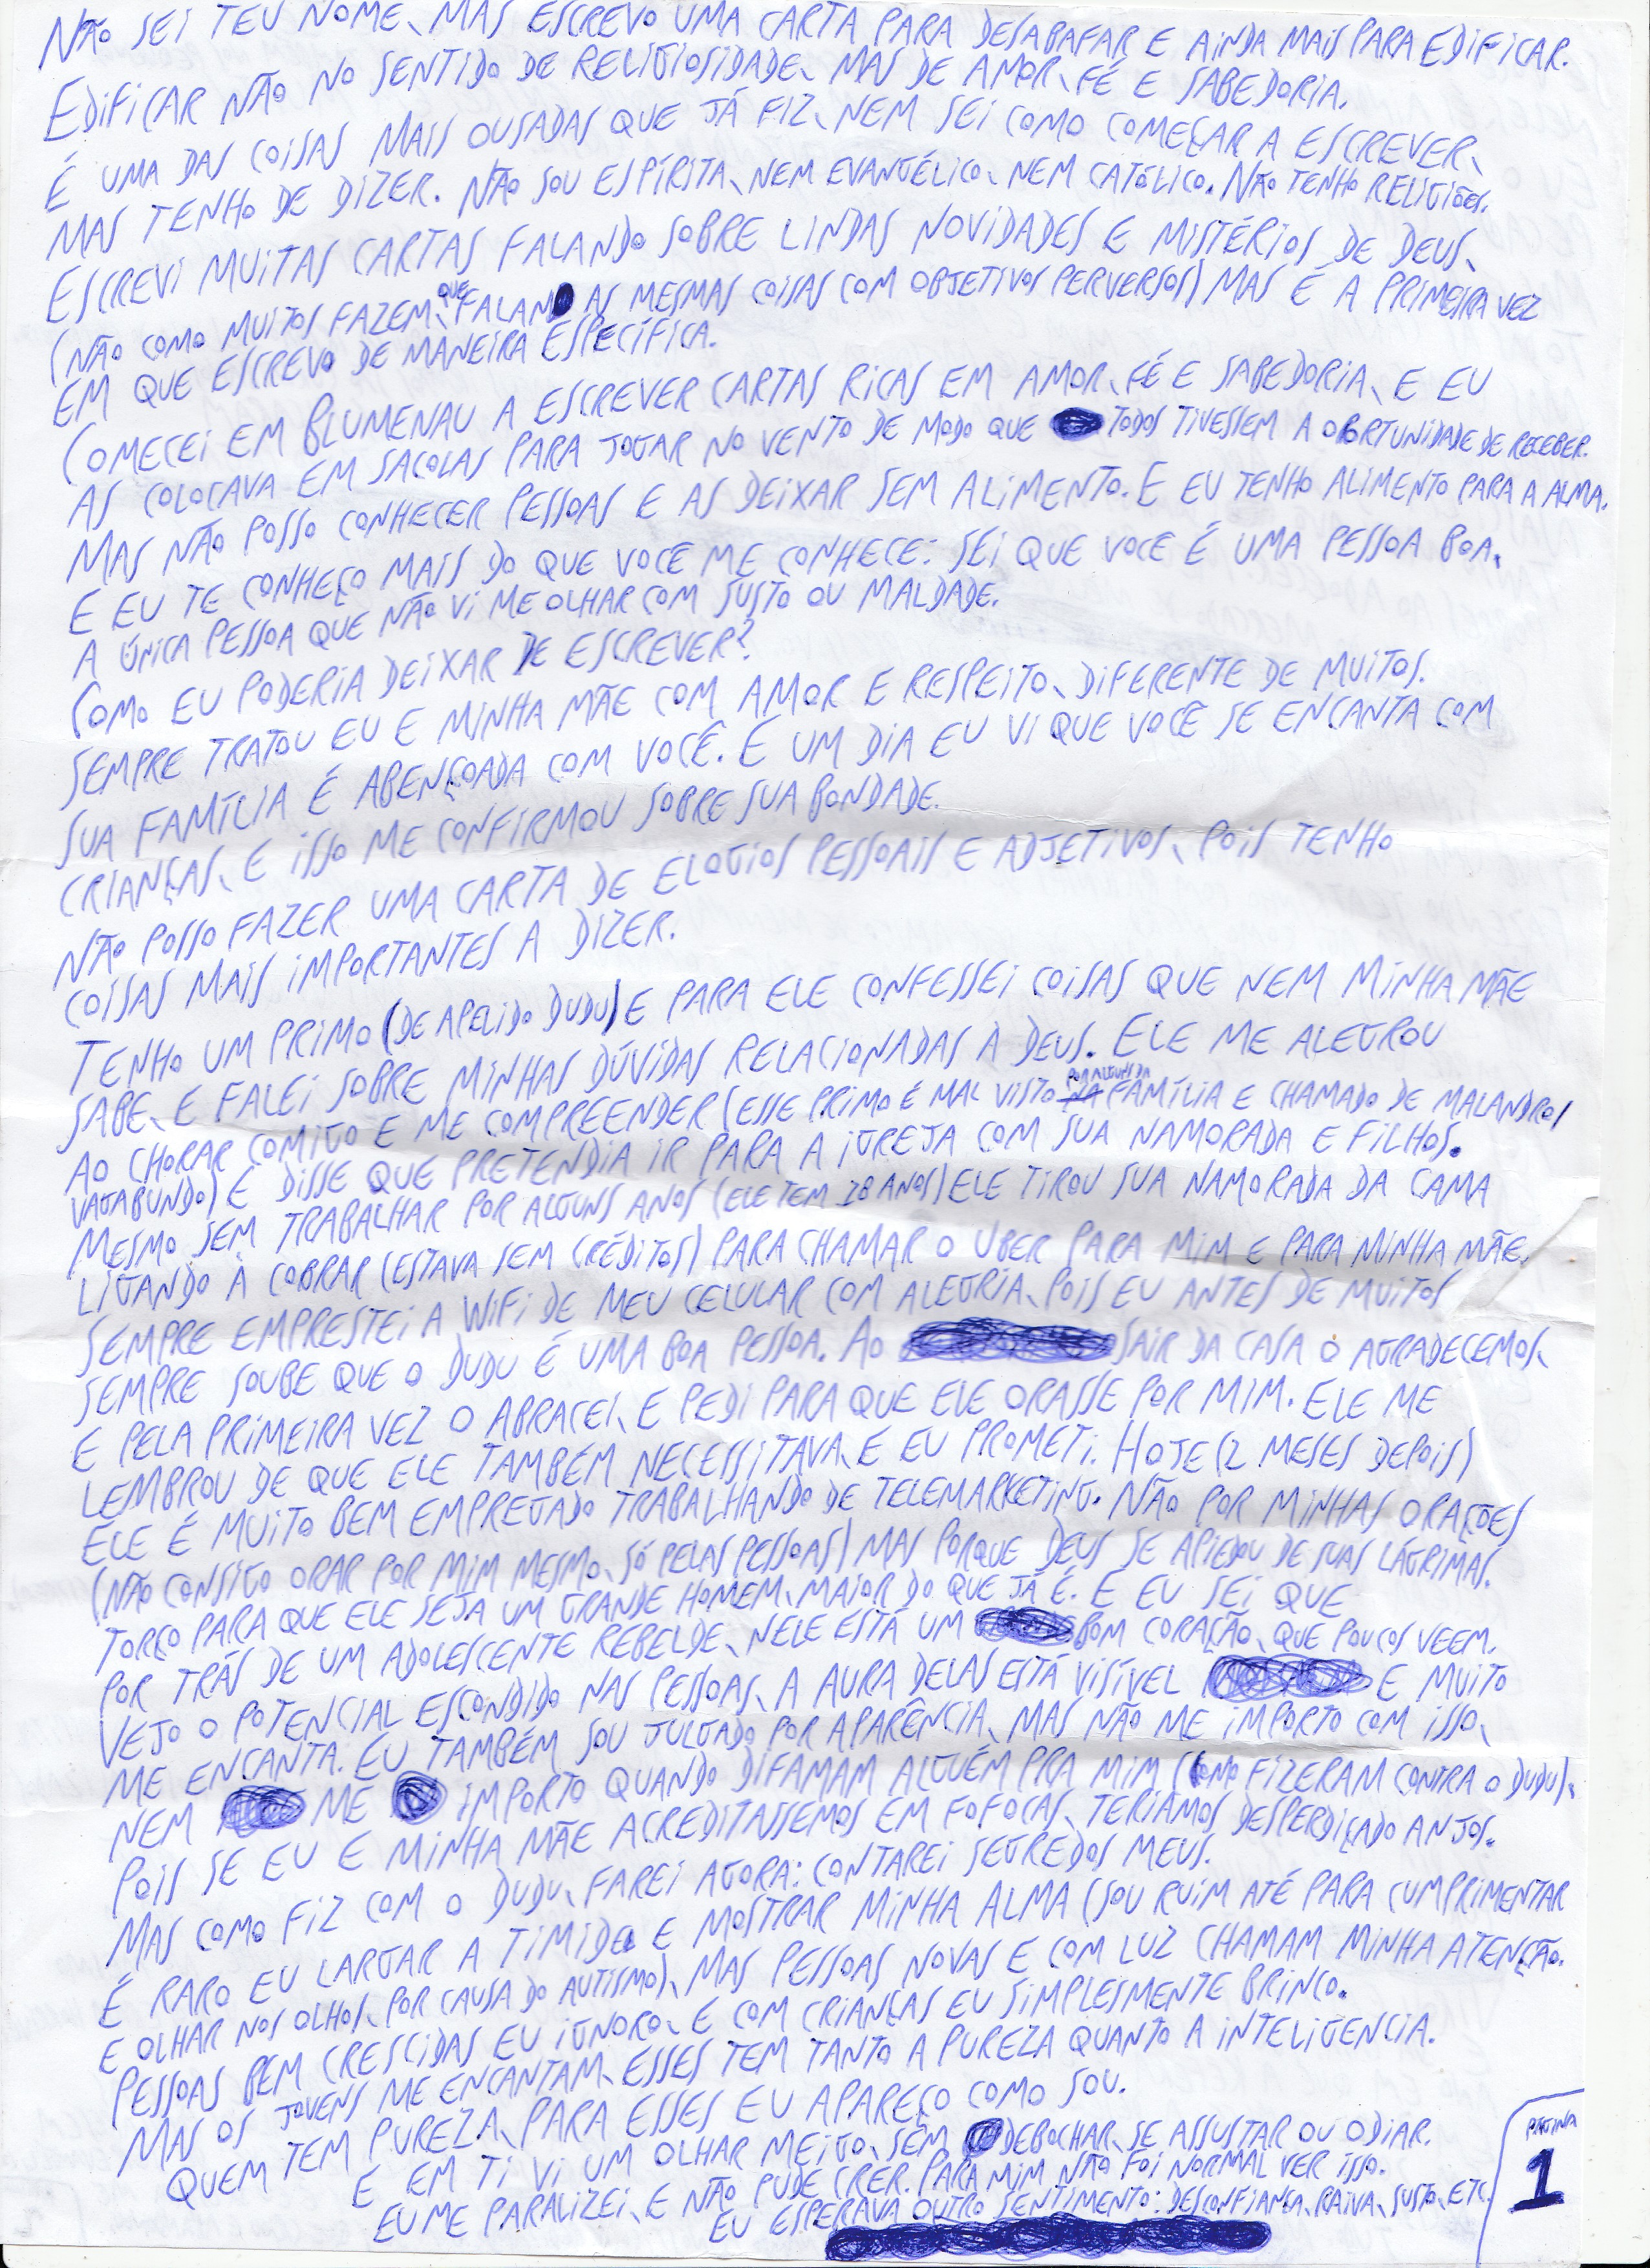 NÃO SEI TEU NOME, MAS ESCREVO UMA CARTA PARA DESABAFAR E AINDA MAIS PARA EDIFICAR.
EDIFICAR NÃO NO SENTIDO DE RELIGIOSIDADE, MAS DE AMOR, FÉ E SABEDORIA.
É UMA DAS COISAS MAIS OUSADAS QUE JÁ FIZ, NEM SEI COMO COMEÇAR A ESCREVER,
MAS TENHO DE DIZER. NÃO SOU ESPÍRITA, NEM EVANGÉLICO, NEM CATÓLICO. NÃO TENHO RELIGIÕES.
ESCREVI MUITAS CARTAS FALANDO SOBRE LINDAS NOVIDADES E MISTÉRIOS DE DEUS,
(NÃO COMO MUITOS FAZEM, QUE FALAM AS MESMAS COISAS COM OBJETIVOS PERVERSOS) MAS É A PRIMEIRA VEZ
EM QUE ESCREVO DE MANEIRA ESPECÍFICA.
COMECEI EM BLUMENAU A ESCREVER CARTAS RICAS EM AMOR, FÉ E SABEDORIA, E EU
AS COLOCAVA EM SACOLAS PARA JOGAR NO VENTO DE MODO QUE TODOS TIVESSEM A OPORTUNIDADE DE RECEBER.
MAS NÃO POSSO CONHECER PESSOAS E AS DEIXAR SEM ALIMENTO. E EU TENHO ALIMENTO PARA A ALMA.
E EU TE CONHEÇO MAIS DO QUE VOCÊ ME CONHECE: SEI QUE VOCÊ É UMA PESSOA BOA,
A ÚNICA PESSOA QUE NÃO VI ME OLHAR COM SUSTO OU MALDADE.
COMO EU PODERIA DEIXAR DE ESCREVER?
SEMPRE TRATOU EU E MINHA MÃE COM AMOR E RESPEITO, DIFERENTE DE MUITOS.
SUA FAMÍLIA É ABENÇOADA COM VOCÊ. E UM DIA EU VI QUE VOCÊ SE ENCANTA COM
CRIANÇAS, E ISSO ME CONFIRMOU SOBRE SUA BONDADE.
NÃO POSSO FAZER UMA CARTA DE ELOGIOS PESSOAIS E ADJETIVOS, POIS TENHO
COISAS MAIS IMPORTANTES A DIZER.
TENHO UM PRIMO (DE APELIDO DUDU) E PARA ELE CONFESSEI COISAS QUE NEM MINHA MÃE
SABE, E FALEI SOBRE MINHAS DÚVIDAS RELACIONADAS À DEUS. ELE ME ALEGROU
AO CHORAR COMIGO E ME COMPREENDER (ESSE PRIMO É MAL VISTO POR ALGUNS DA FAMÍLIA E CHAMADO DE MALANDRO/
VAGABUNDO) E DISSE QUE PRETENDIA IR PARA A IGREJA COM SUA NAMORADA E FILHOS.
MESMO SEM TRABALHAR POR ALGUNS ANOS (ELE TEM 18 ANOS) ELE TIROU SUA NAMORADA DA CAMA
LIGANDO À COBRAR (ESTAVA SEM CRÉDITOS) PARA CHAMAR O UBER PARA MIM E PARA MINHA MÃE.
SEMPRE EMPRESTEI A WIFI DE MEU CELULAR COM ALEGRIA, POIS EU ANTES DE MUITOS
SEMPRE SOUBE QUE O DUDU É UMA BOA PESSOA. AO SAIR DA CASA O AGRADECEMOS,
E PELA PRIMEIRA VEZ O ABRACEI, E PEDI PARA QUE ELE ORASSE POR MIM. ELE ME
LEMBROU DE QUE ELE TAMBÉM NECESSITAVA, E EU PROMETI. HOJE (2 MESES DEPOIS)
ELE É MUITO BEM EMPREGADO TRABALHANDO DE TELEMARKETING. NÃO POR MINHAS ORAÇÕES
(NÃO CONSIGO ORAR POR MIM MESMO, SÓ PELAS PESSOAS) MAS PORQUE DEUS SE APIEDOU DE SUAS LÁGRIMAS.
TORÇO PARA QUE ELE SEJA UM GRANDE HOMEM, MAIOR DO QUE JÁ É. E EU SEI QUE
POR TRÁS DE UM ADOLESCENTE REBELDE, NELE ESTÁ UM BOM CORAÇÃO, QUE POUCOS VEEM.
VEJO O POTENCIAL ESCONDIDO NAS PESSOAS, A AURA DELAS ESTÁ VISÍVEL E MUITO
ME ENCANTA. EU TAMBÉM SOU JULGADO POR APARÊNCIA, MAS NÃO ME IMPORTO COM ISSO,
NEM ME IMPORTO QUANDO DIFAMAM ALGUÉM PRA MIM (COMO FIZERAM CONTRA O DUDU),
POIS SE EU E MINHA MÃE ACREDITASSEMOS EM FOFOCAS, TERIAMOS DESPERDIÇADO ANJOS.
MAS COMO FIZ COM O DUDU, FAREI AGORA: CONTAREI SEGREDOS MEUS.
É RARO EU LARGAR A TIMIDEZ E MOSTRAR MINHA ALMA (SOU RUIM ATÉ PARA CUMPRIMENTAR
E OLHAR NOS OLHOS, POR CAUSA DO AUTISMO), MAS PESSOAS NOVAS E COM LUZ CHAMAM MINHA ATENÇÃO.
PESSOAS BEM CRESCIDAS EU IGNORO, E COM CRIANÇAS EU SIMPLESMENTE BRINCO.
MAS OS JOVENS ME ENCANTAM, ESSES TEM TANTO A PUREZA QUANTO A INTELIGENCIA.
QUEM TEM PUREZA, PARA ESSES EU APAREÇO COMO SOU.
E EM TI VI UM OLHAR MEIGO, SEM DEBOCHAR, SE ASSUSTAR OU ODIAR.
EU ME PARALIZEI, E NÃO PUDE CRER. PARA MIM NÃO FOI NORMAL VER ISSO.
EU ESPERAVA OUTRO SENTIMENTO: DESCONFIANÇA, RAIVA, SUSTO, ETC.
PÁGINA
1